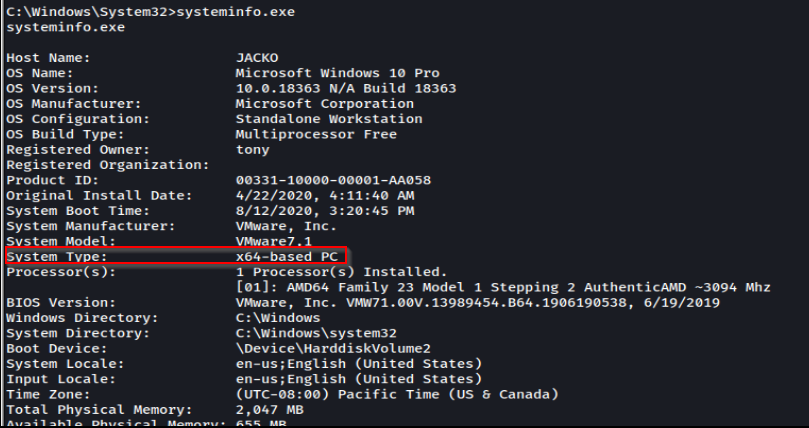 C:\Windows\System32>systeminfo.exe
systeminfo.exe
Host Name: JACKO
OS Name: Microsoft Windows 10 Pro
OS Version: 10.0.18363 N/A Build 18363
OS Manufacturer: Microsoft Corporation
OS Configuration: Standalone Workstation
OS Build Type: Multiprocessor Free
Registered Owner: tony
Registered Organization:
Product ID: 00331-10000-00001-AA058
Original Install Date: 4/22/2020, 4:11:40 AM
System Boot Time: 8/12/2020, 3:20:45 PM
System Manufacturer: VMware, Inc.
System Model: VMware7,1
System Type: x64-based PC
Processor(s): 1 Processor(s) Installed.
[01]: AMD64 Family 23 Model 1 Stepping 2 AuthenticAMD ~3094 Mhz
BIOS Version: VMware, Inc. VMW71.00V.13989454.B64.1906190538, 6/19/2019
Windows Directory: C:\Windows
System Directory: C:\Windows\system32
Boot Device: \Device\HarddiskVolume2
System Locale: en-us;English (United States)
Input Locale: en-us;English (United States)
Time Zone: (UTC-08:00) Pacific Time (US & Canada)
Total Physical Memory: 2,047 MB
Available Physical Memory: 655 MB